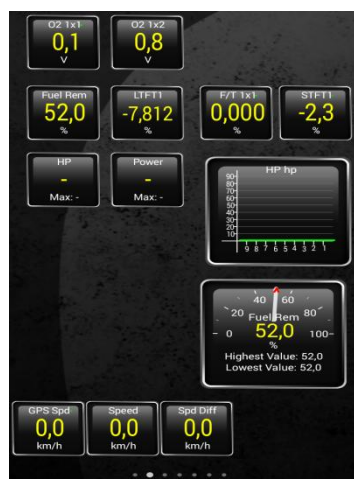 O2 1x1
0,1
V
O2 1x2
0,8
V
Fuel Rem
52,0
%
LTFT1
-7,812
%
F/T 1x1
0,000
%
STFT1
-2,3
%
HP
-
Max: -
Power
-
Max: -
HP hp
90
80
70
60
50
40
30
20
10
9 8 7 6 5 4 3 2 1
40 60
20 80
0 100
Fuel Rem
52,0
%
Highest Value: 52,0
Lowest Value: 52,0
GPS Spd
0,0
km/h
Speed
0,0
km/h
Spd Diff
0,0
km/h